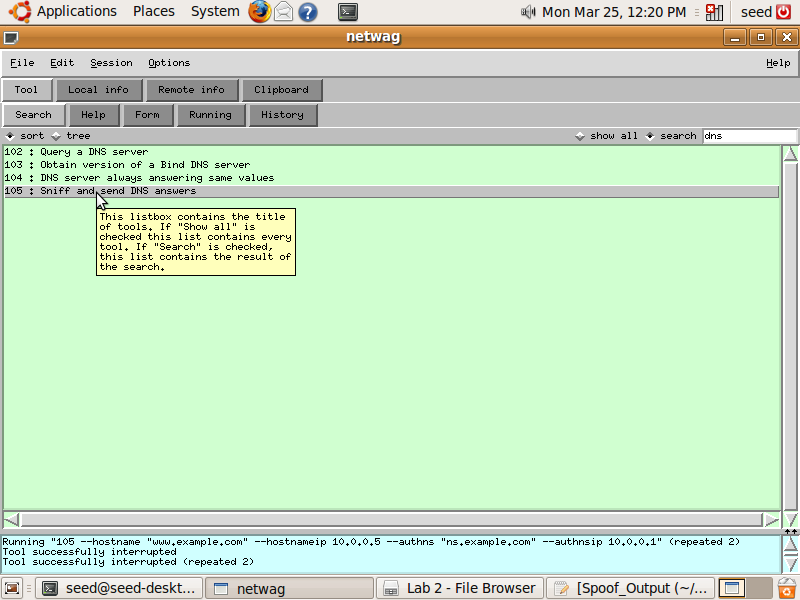 Applications Places System Mon Mar 25, 12:20 PM seed
netwag
File Edit Session Options Help
Tool Local info Remote info Clipboard
Search Help Form Running History
sort tree show all search dns
102 : Query a DNS server
103 : Obtain version of a Bind DNS server
104 : DNS server always answering same values
105 : Sniff and send DNS answers
This listbox contains the title
of tools. If "Show all" is
checked this list contains every
tool. If "Search" is checked,
this list contains the result of
the search.
Running "105 --hostname "www.example.com" --hostnameip 10.0.0.5 --authns "ns.example.com" --authnsip 10.0.0.1" (repeated 2)
Tool successfully interrupted
Tool successfully interrupted (repeated 2)
seed@seed-deskt... netwag Lab 2 - File Browser [Spoof_Output (~/...